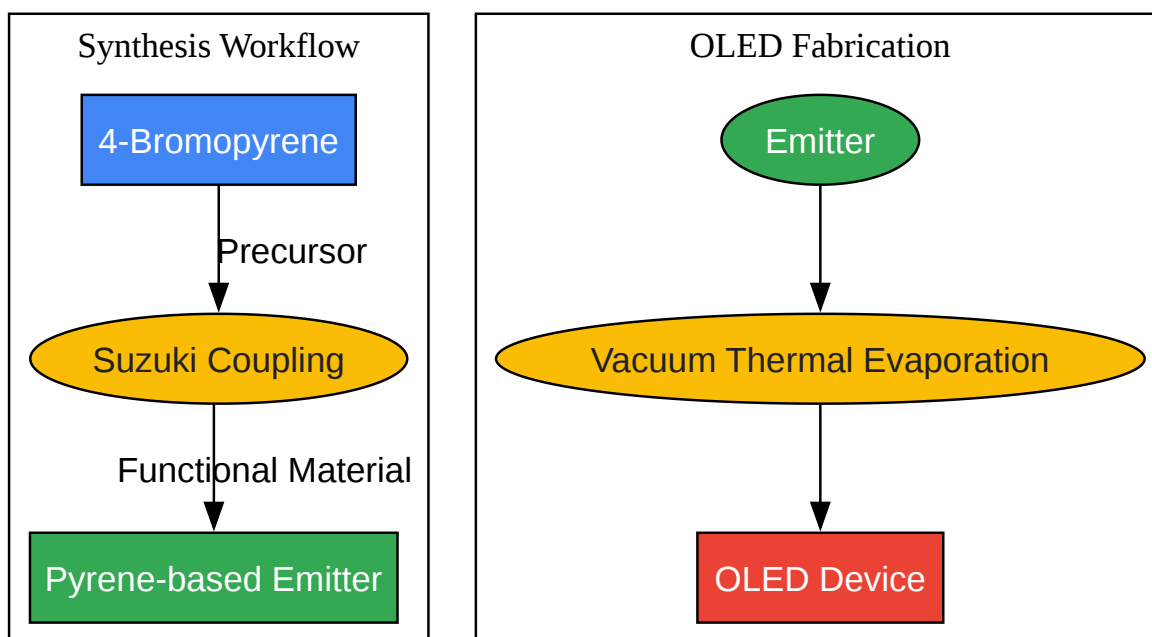 Synthesis Workflow
4-Bromopyrene
Precursor
Suzuki Coupling
Functional Material
Pyrene-based Emitter
OLED Fabrication
Emitter
Vacuum Thermal Evaporation
OLED Device